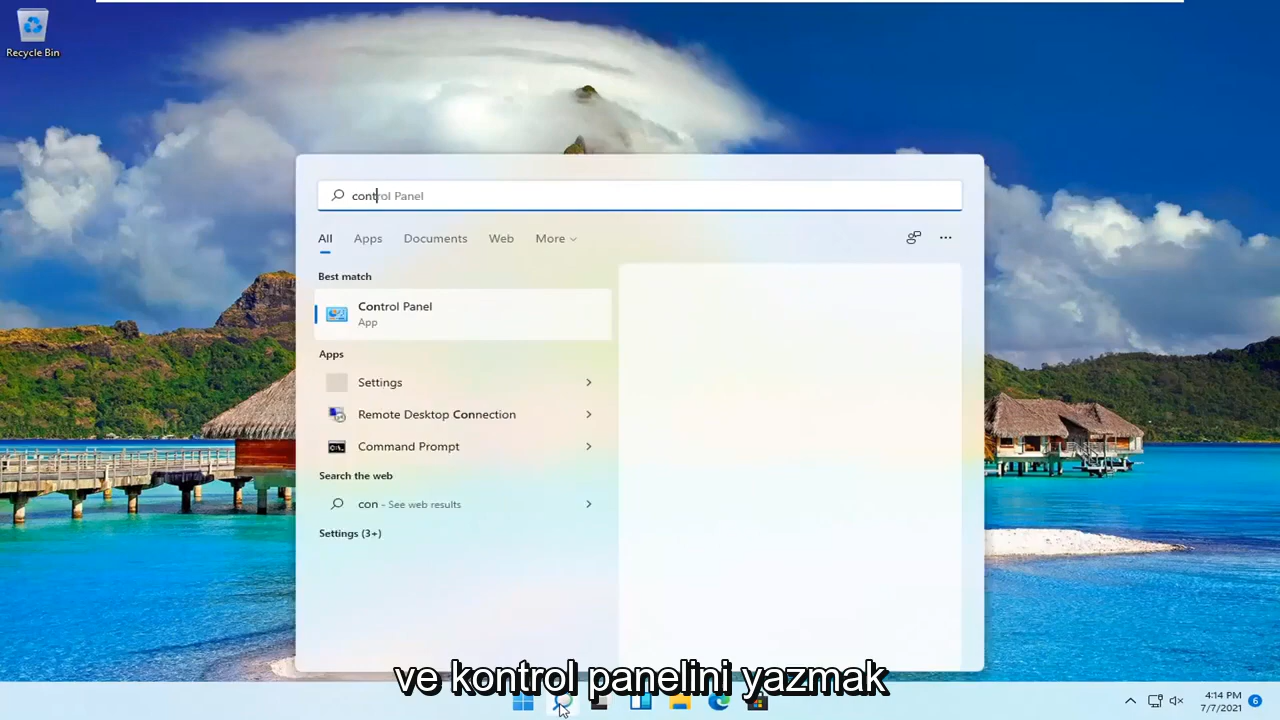 Recycle Bin
control Panel
All Apps Documents Web More
Best match
Control Panel
App
Apps
Settings
Remote Desktop Connection
Command Prompt
Search the web
con - See web results
Settings (3+)
ve kontrol panelini yazmak
4:14 PM
7/7/2021
6